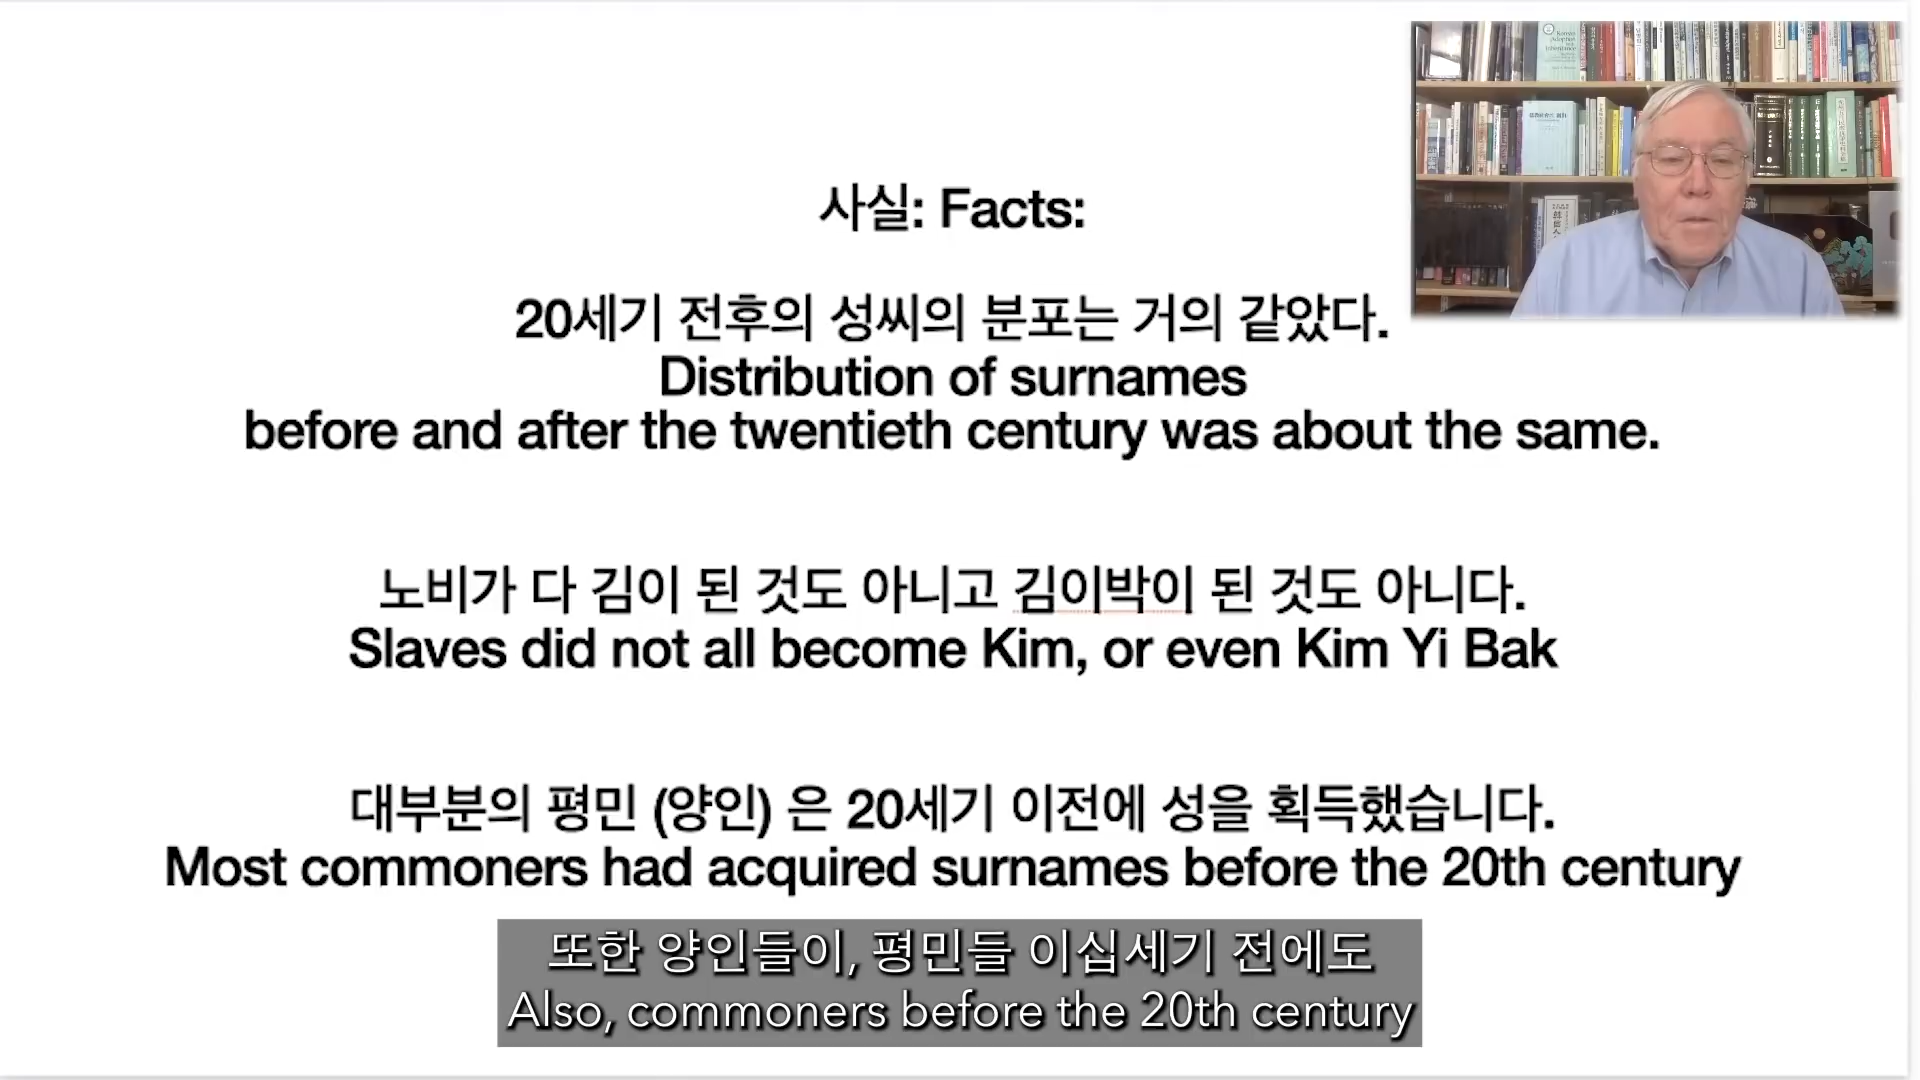 사실: Facts:
20세기 전후의 성씨의 분포는 거의 같았다.
Distribution of surnames
before and after the twentieth century was about the same.
노비가 다 김이 된 것도 아니고 김이박이 된 것도 아니다.
Slaves did not all become Kim, or even Kim Yi Bak
대부분의 평민 (양인) 은 20세기 이전에 성을 획득했습니다.
Most commoners had acquired surnames before the 20th century
또한 양인들이, 평민들 이십세기 전에도
Also, commoners before the 20th century
Korean
Adoption
and
Inheritance